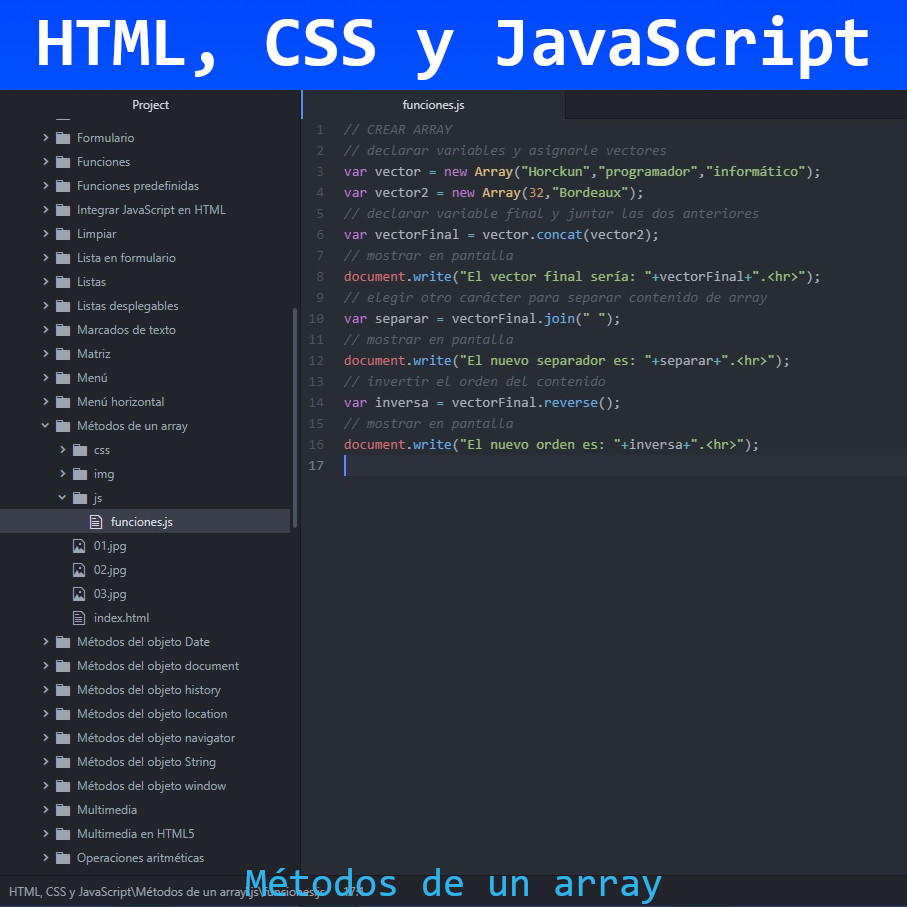 HTML, CSS y JavaScript
Project
Formulario
Funciones
Funciones predefinidas
Integrar JavaScript en HTML
Limpiar
Lista en formulario
Listas
Listas desplegables
Marcados de texto
Matriz
Menú
Menú horizontal
Métodos de un array
css
img
js
funciones.js
01.jpg
02.jpg
03.jpg
index.html
Métodos del objeto Date
Métodos del objeto document
Métodos del objeto history
Métodos del objeto location
Métodos del objeto navigator
Métodos del objeto String
Métodos del objeto window
Multimedia
Multimedia en HTML5
Operaciones aritméticas
funciones.js
1 // CREAR ARRAY
2 // declarar variables y asignarle vectores
3 var vector = new Array("Horckun","programador","informático");
4 var vector2 = new Array(32,"Bordeaux");
5 // declarar variable final y juntar las dos anteriores
6 var vectorFinal = vector.concat(vector2);
7 // mostrar en pantalla
8 document.write("El vector final sería: "+vectorFinal+".<hr>");
9 // elegir otro carácter para separar contenido de array
10 var separar = vectorFinal.join(" ");
11 // mostrar en pantalla
12 document.write("El nuevo separador es: "+separar+".<hr>");
13 // invertir el orden del contenido
14 var inversa = vectorFinal.reverse();
15 // mostrar en pantalla
16 document.write("El nuevo orden es: "+inversa+".<hr>");
17
HTML, CSS y JavaScript\Métodos de un array\js\funciones.js 17:1
Métodos de un array